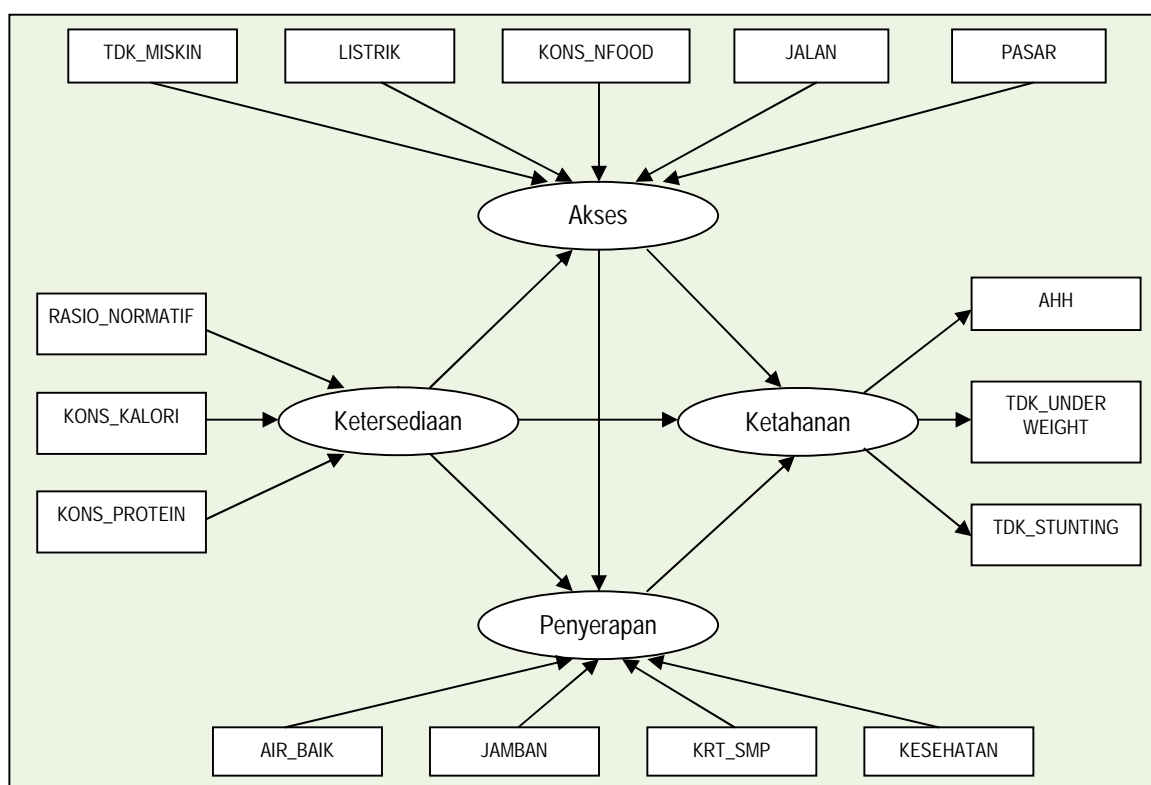 TDK_MISKIN
LISTRIK
KONS_NFOOD
JALAN
PASAR
Akses
RASIO_NORMATIF
AHH
KONS_KALORI
Ketersediaan
Ketahanan
TDK_UNDER
WEIGHT
KONS_PROTEIN
TDK_STUNTING
Penyerapan
AIR_BAIK
JAMBAN
KRT_SMP
KESEHATAN